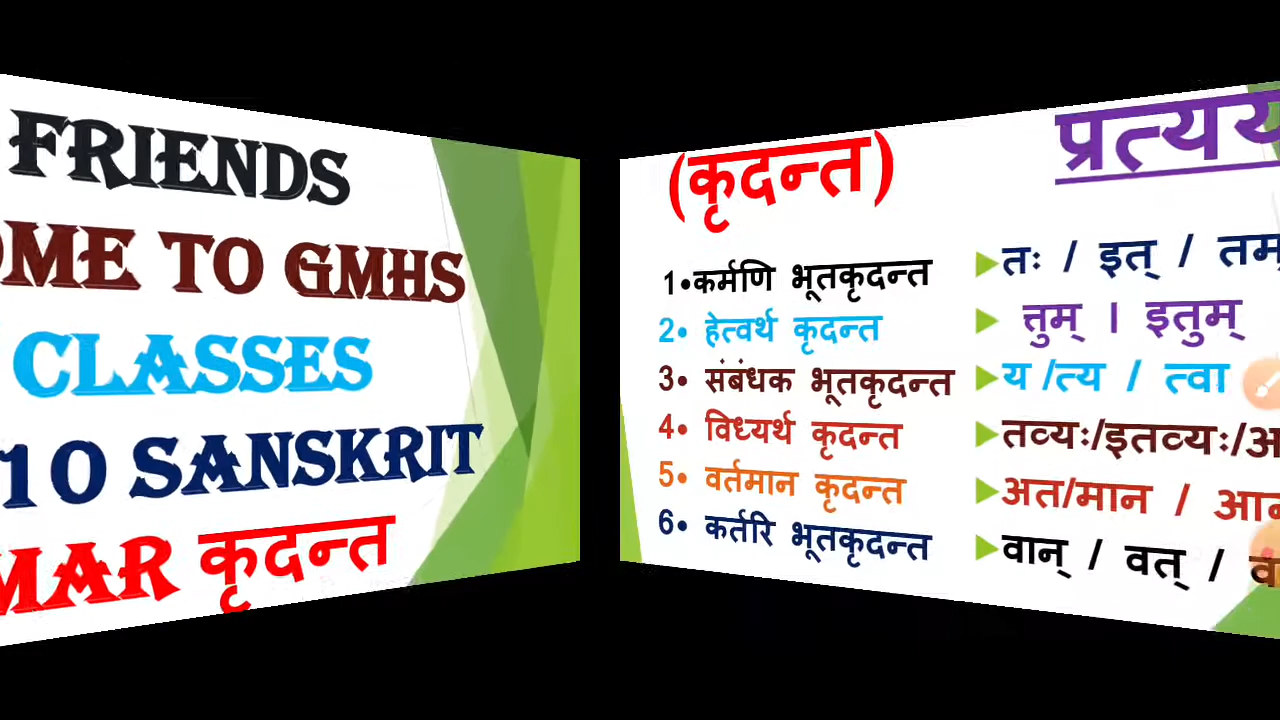 FRIENDS
OME TO GMHS
CLASSES
10 SANSKRIT
MAR कृदन्त
(कृदन्त)
प्रत्यय
1•कर्मणि भूतकृदन्त
तः / इत् / तम्
2• हेत्वर्थ कृदन्त
तुम् । इतुम्
3• संबंधक भूतकृदन्त
य /त्य / त्वा
4• विध्यर्थ कृदन्त
तव्यः/इतव्यः/अ
5• वर्तमान कृदन्त
अत/मान / आन
6• कर्तरि भूतकृदन्त
वान् / वत् /